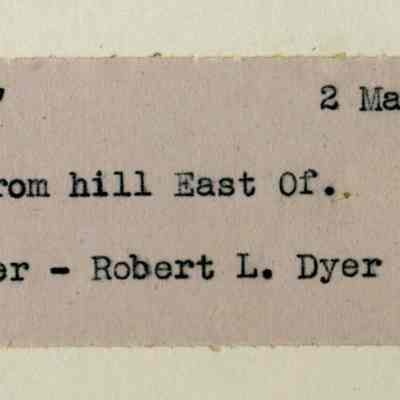 2 Ma
rom hill East Of.
er - Robert L. Dyer